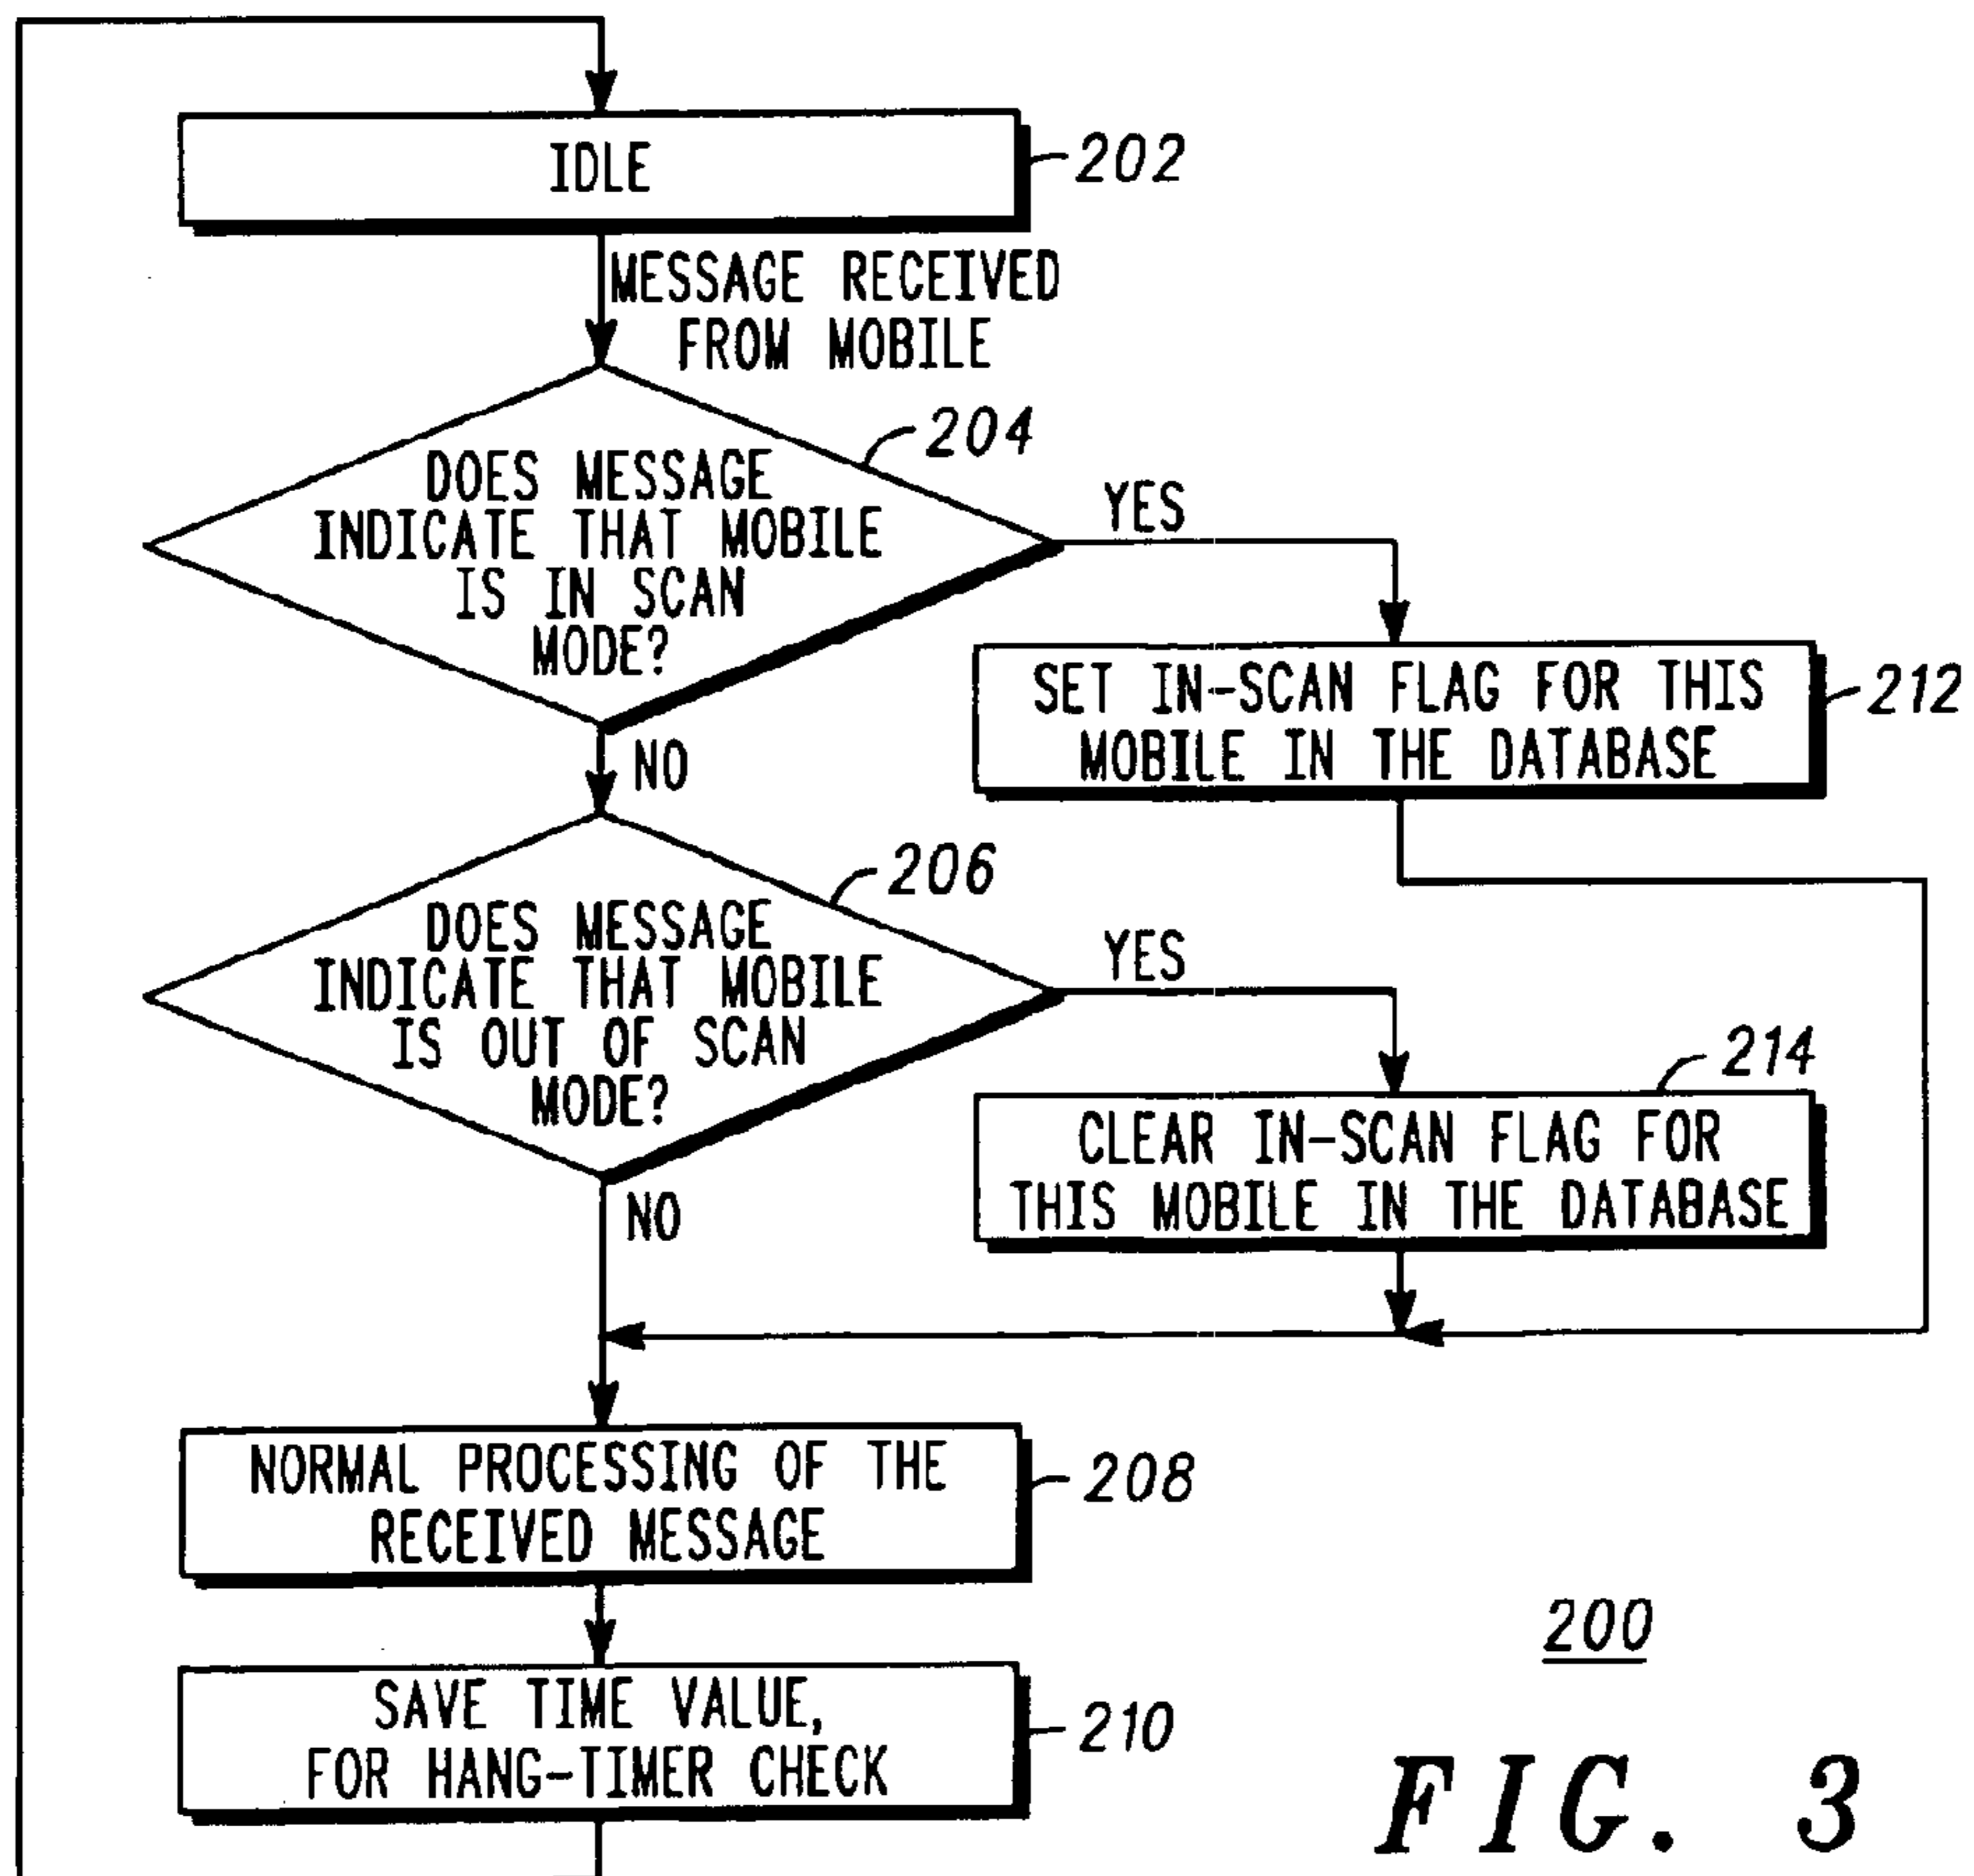 IDLE
202
MESSAGE RECEIVED
FROM MOBILE
204
DOES MESSAGE
INDICATE THAT MOBILE
IS IN SCAN
MODE?
YES
NO
SET IN-SCAN FLAG FOR THIS
MOBILE IN THE DATABASE
212
206
DOES MESSAGE
INDICATE THAT MOBILE
IS OUT OF SCAN
MODE?
YES
NO
214
CLEAR IN-SCAN FLAG FOR
THIS MOBILE IN THE DATABASE
NORMAL PROCESSING OF THE
RECEIVED MESSAGE
208
SAVE TIME VALUE,
FOR HANG-TIMER CHECK
210
200
FIG. 3